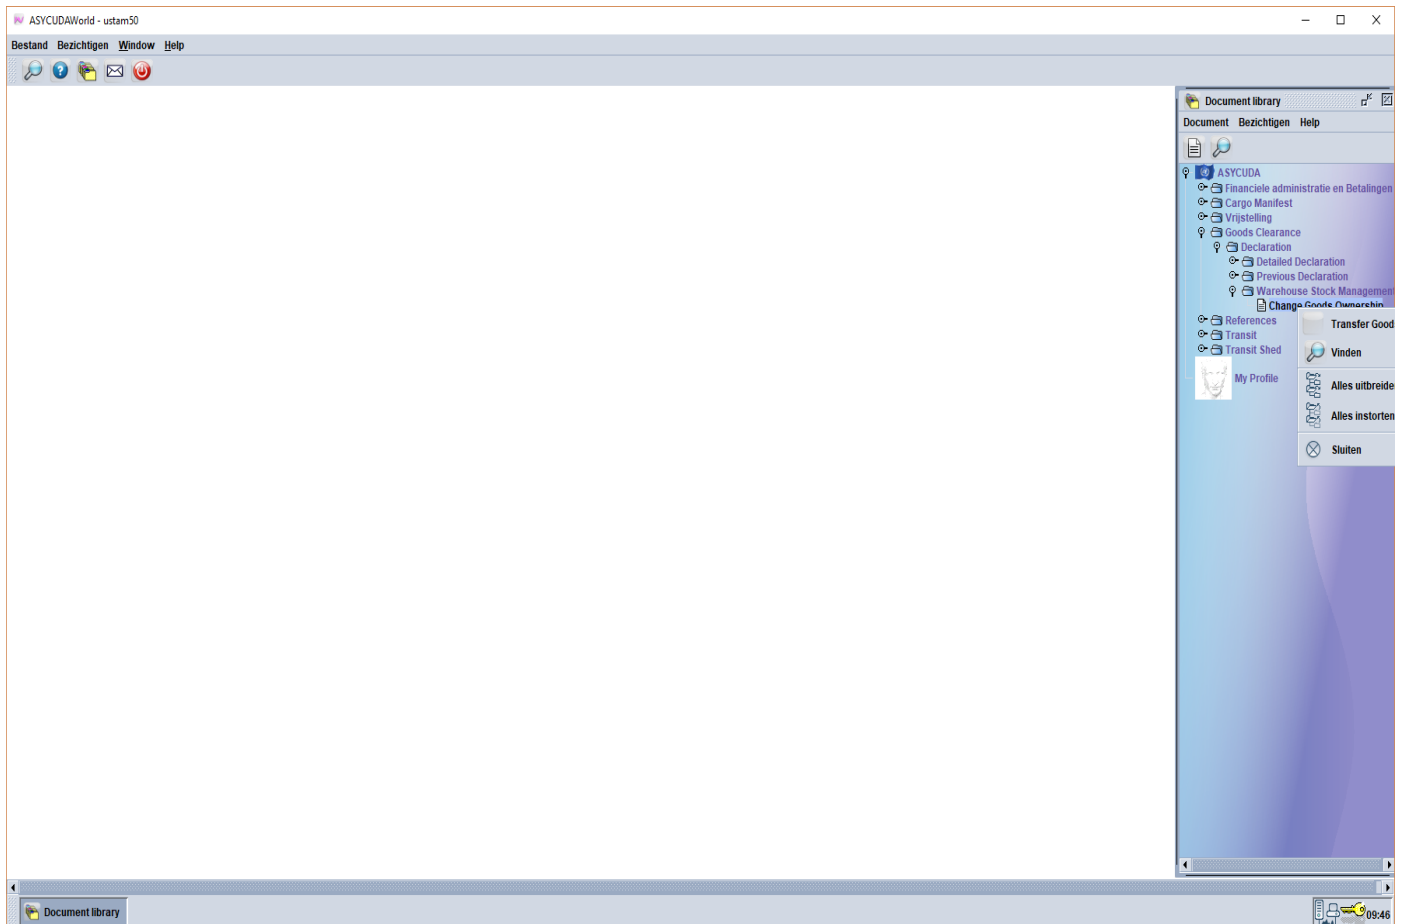 ASYCUDAWorld - ustam50
Bestand Bezichtigen Window Help
Document library
Document Bezichtigen Help
ASYCUDA
Financiele administratie en Betalingen
Cargo Manifest
Vrijstelling
Goods Clearance
Declaration
Detailed Declaration
Previous Declaration
Warehouse Stock Management
Change Goods Ownership
References
Transit
Transit Shed
My Profile
Transfer Good
Vinden
Alles uitbreide
Alles instorten
Sluiten
Document library
09:46